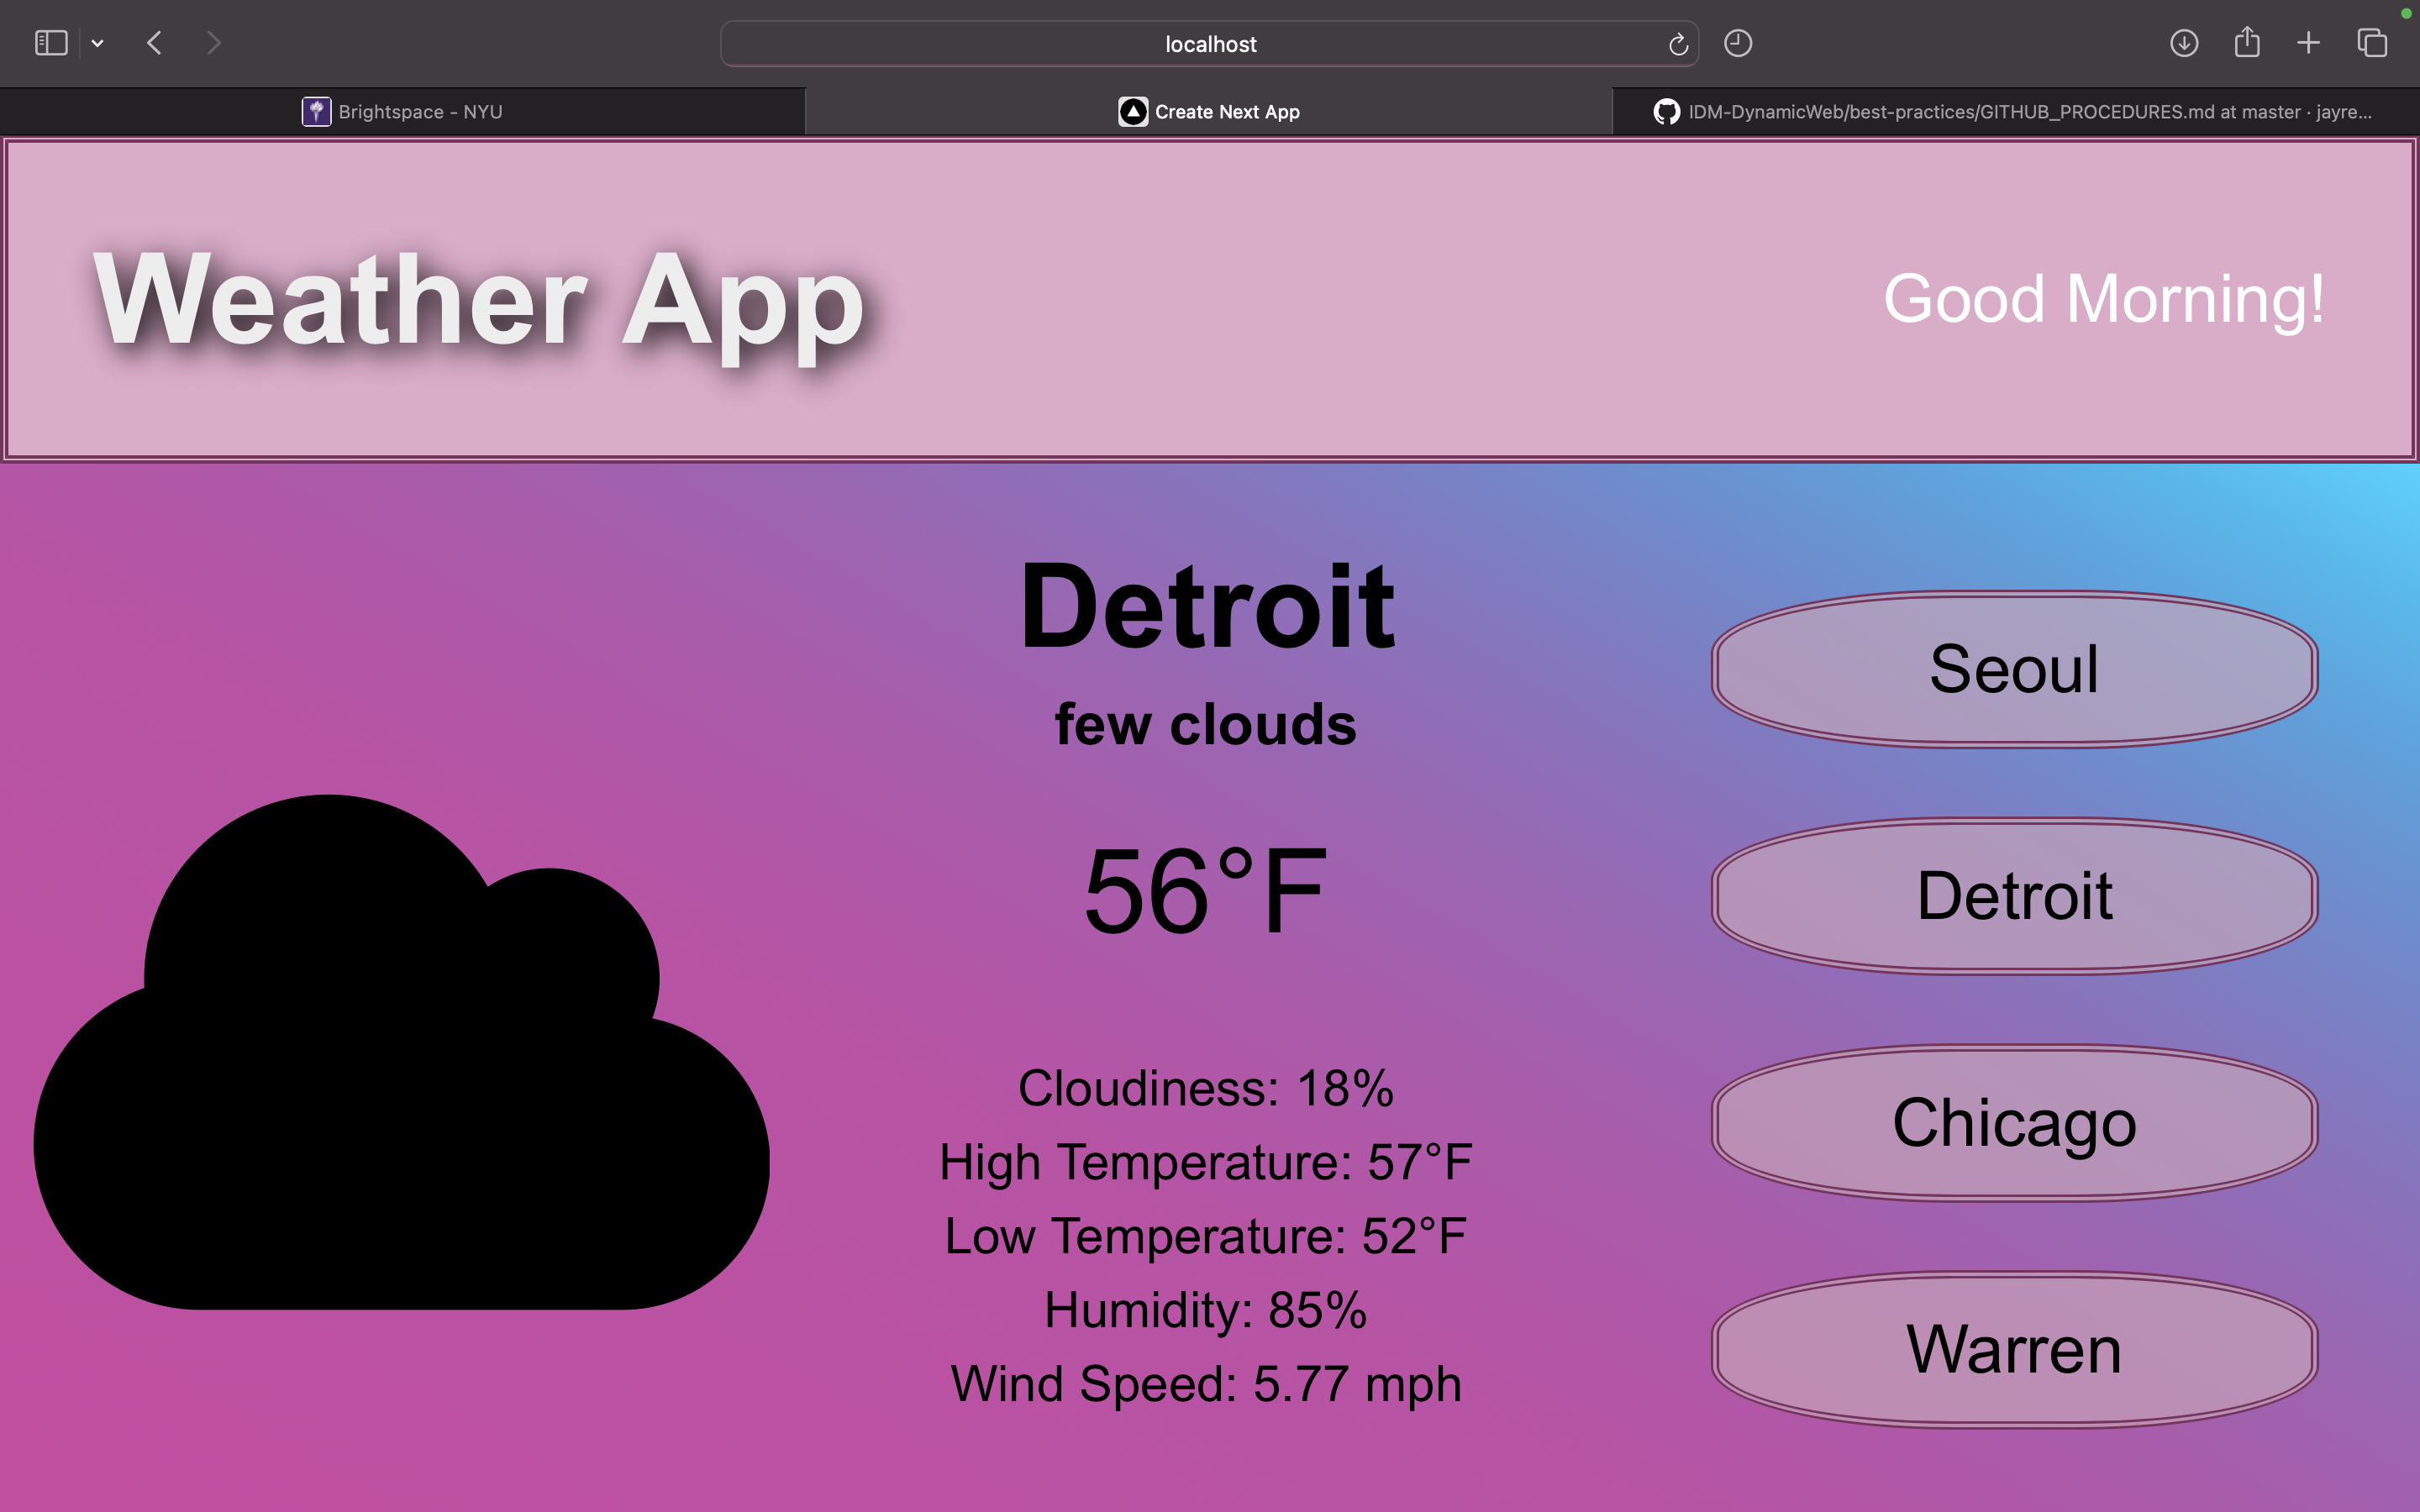 localhost
Brightspace - NYU
Create Next App
IDM-DynamicWeb/best-practices/GITHUB_PROCEDURES.md at master · jayre...
Weather App
Good Morning!
Detroit
few clouds
56°F
Cloudiness: 18%
High Temperature: 57°F
Low Temperature: 52°F
Humidity: 85%
Wind Speed: 5.77 mph
Seoul
Detroit
Chicago
Warren